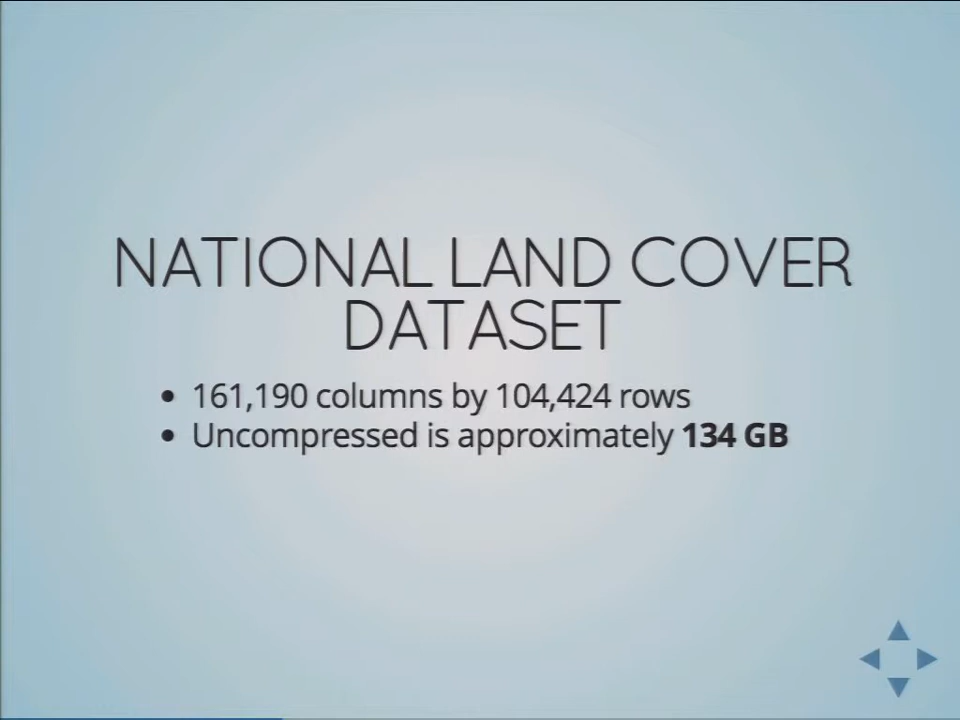 NATIONAL LAND COVER
DATASET
• 161,190 columns by 104,424 rows
• Uncompressed is approximately 134 GB